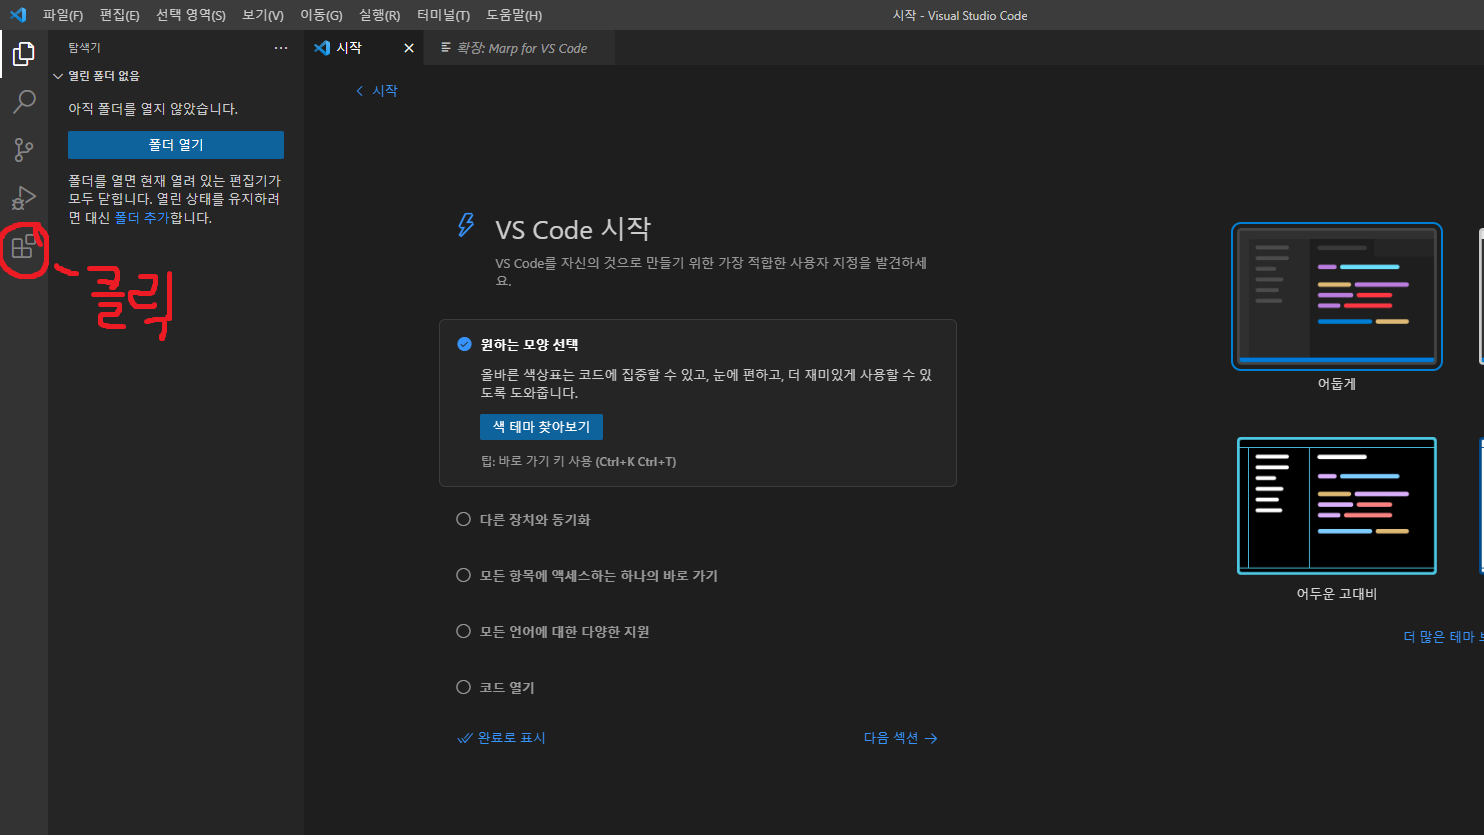 파일(F) 편집(E) 선택 영역(S) 보기(V) 이동(G) 실행(R) 터미널(T) 도움말(H)
시작 - Visual Studio Code
탐색기
시작
확장: Marp for VS Code
열린 폴더 없음
시작
아직 폴더를 열지 않았습니다.
폴더 열기
폴더를 열면 현재 열려 있는 편집기가
모두 닫힙니다. 열린 상태를 유지하려
면 대신 폴더 추가합니다.
클릭
VS Code 시작
VS Code를 자신의 것으로 만들기 위한 가장 적합한 사용자 지정을 발견하세
요.
원하는 모양 선택
올바른 색상표는 코드에 집중할 수 있고, 눈에 편하고, 더 재미있게 사용할 수 있
도록 도와줍니다.
색 테마 찾아보기
팁: 바로 가기 키 사용 (Ctrl+K Ctrl+T)
다른 장치와 동기화
모든 항목에 액세스하는 하나의 바로 가기
모든 언어에 대한 다양한 지원
코드 열기
완료로 표시
다음 섹션
어둡게
어두운 고대비
더 많은 테마